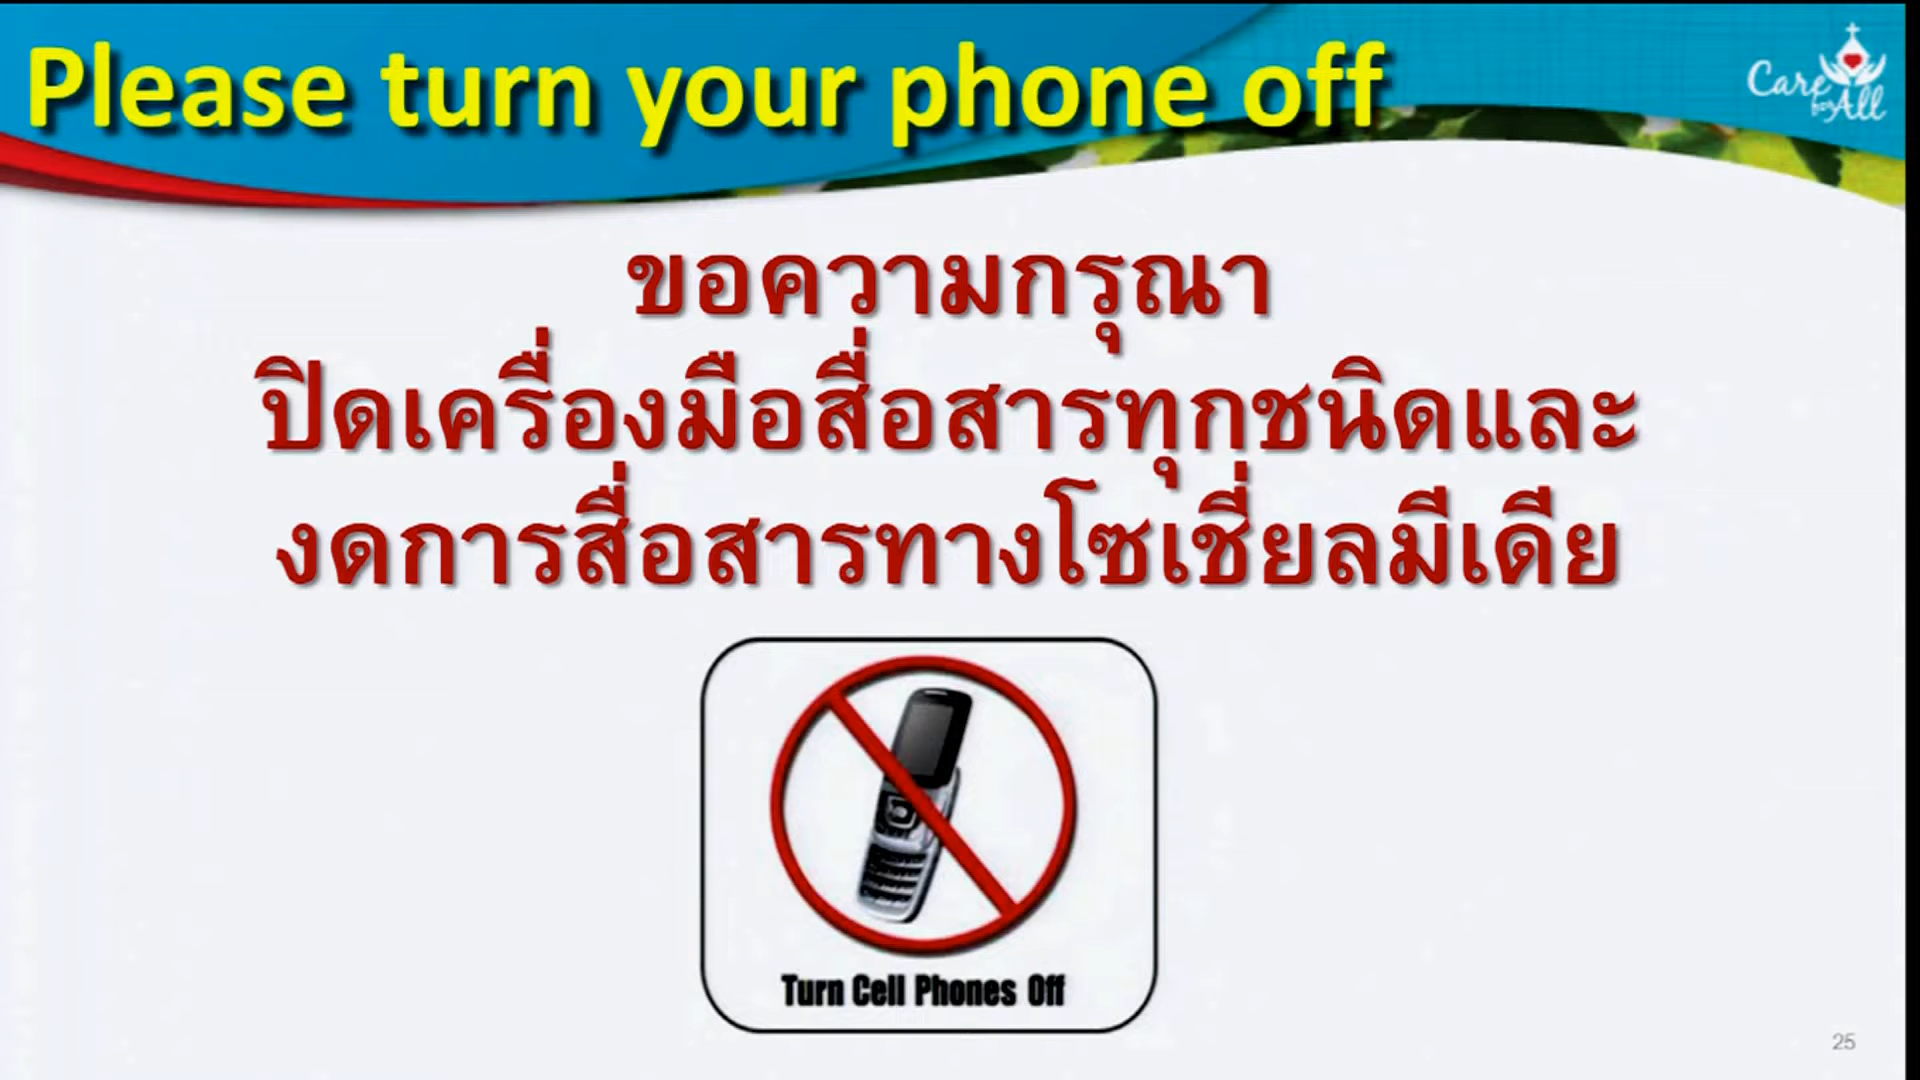 Please turn your phone off
Care
for All
ขอความกรุณา
ปิดเครื่องมือสื่อสารทุกชนิดและ
งดการสื่อสารทางโซเชี่ยลมีเดีย
Turn Cell Phones Off
25